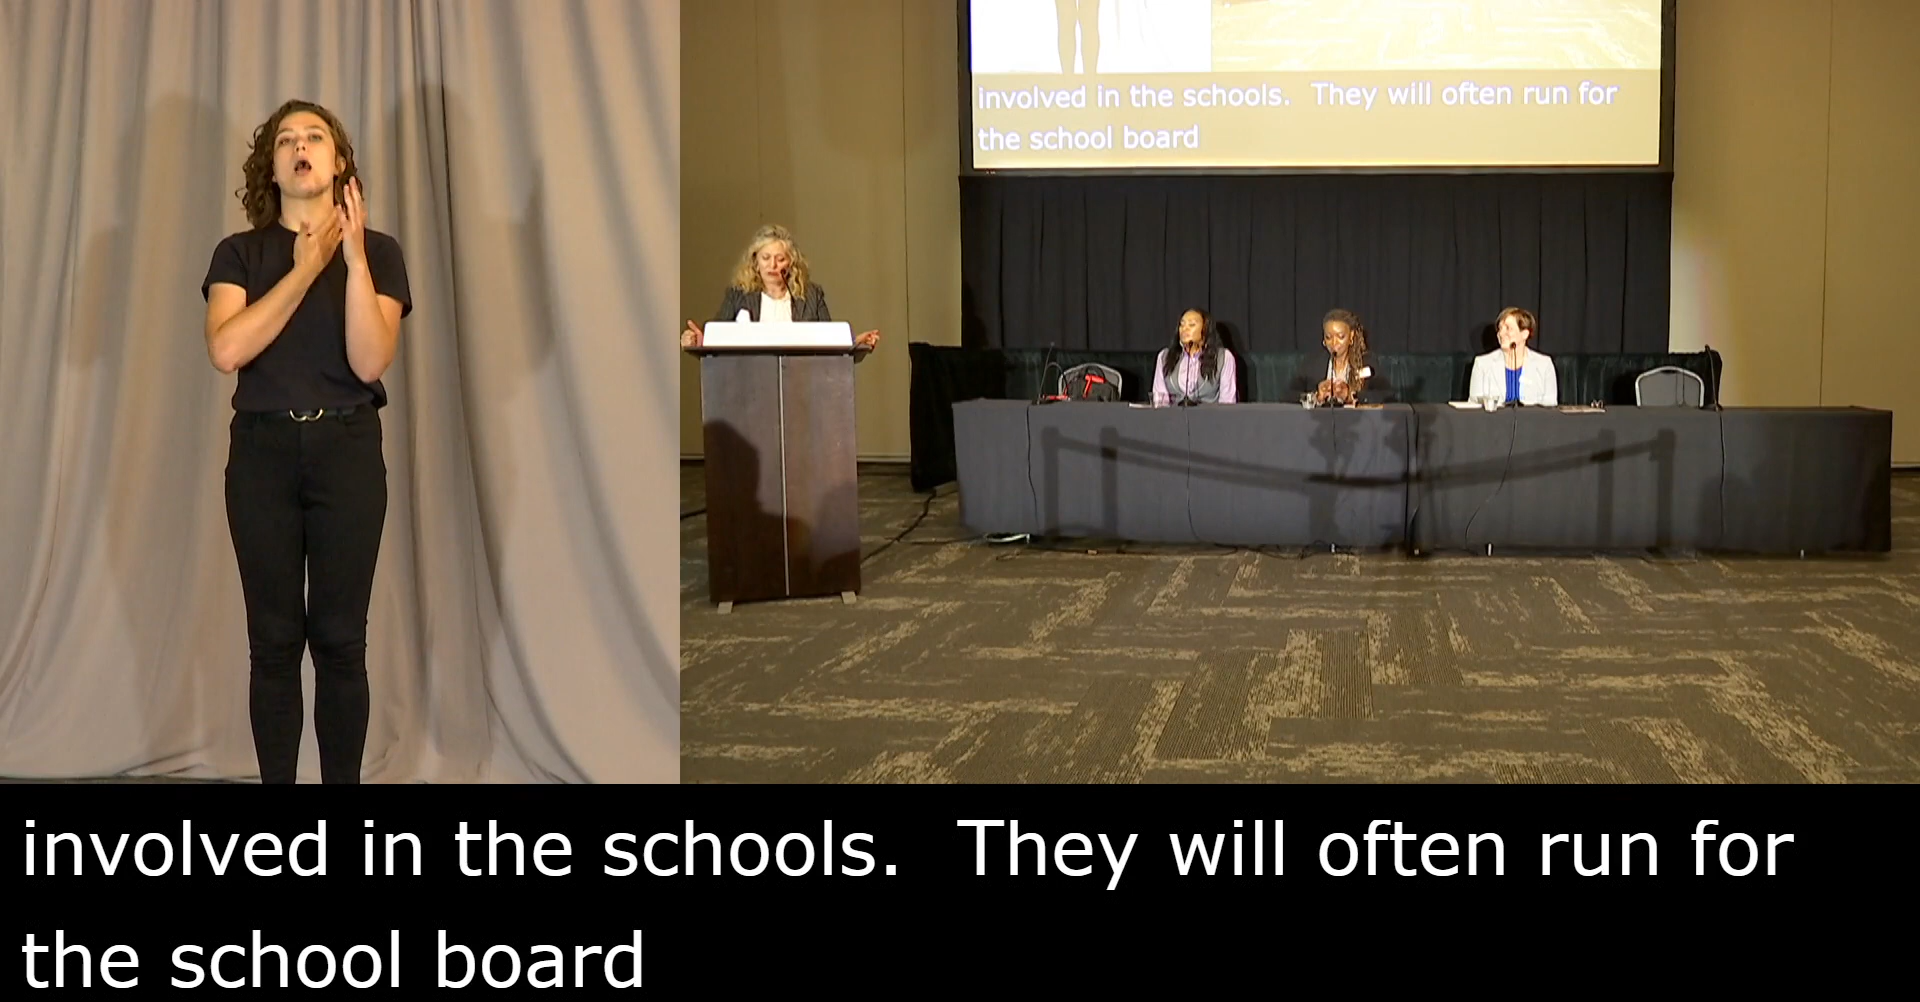 involved in the schools.  They will often run for
the school board
involved in the schools.  They will often run for
the school board